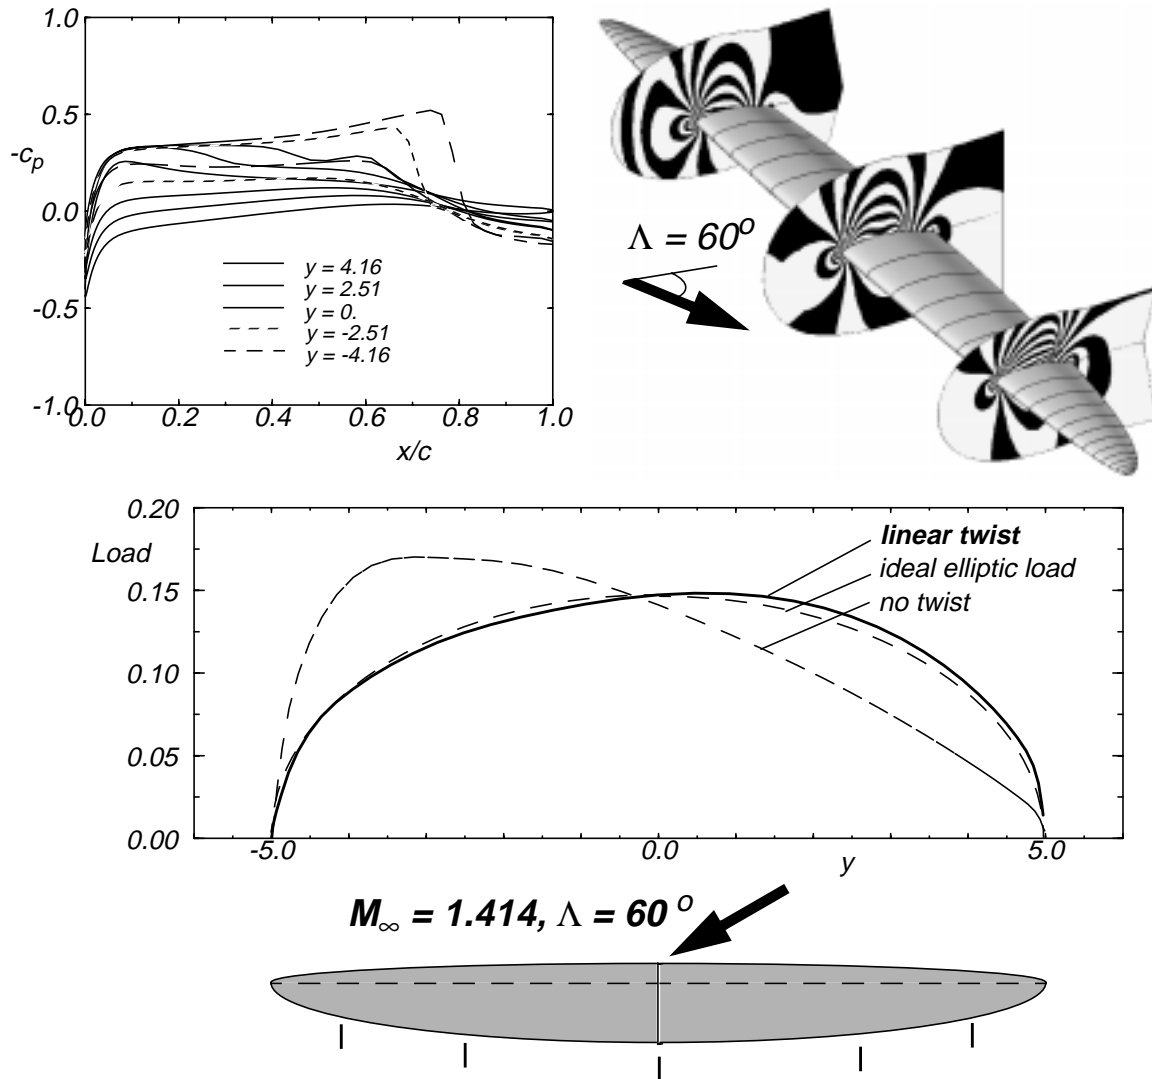 1.0
0.5
-cp
0.0
-0.5
-1.0
y = 4.16
y = 2.51
y = 0.
y = -2.51
y = -4.16
0.0 0.2 0.4 0.6 0.8 1.0
x/c
Λ = 60º
0.20
Load
0.15
0.10
0.05
0.00
linear twist
ideal elliptic load
no twist
-5.0 0.0 y 5.0
M∞ = 1.414, Λ = 60 º